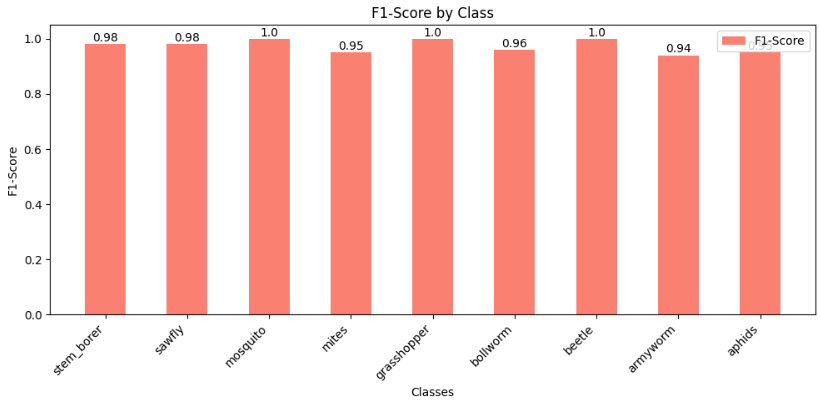 F1-Score by Class
F1-Score
1.0
0.8
0.6
0.4
0.2
0.0
0.98
0.98
1.0
0.95
1.0
0.96
1.0
0.94
F1-Score
stem_borer
sawfly
mosquito
mites
grasshopper
bollworm
beetle
armyworm
aphids
Classes